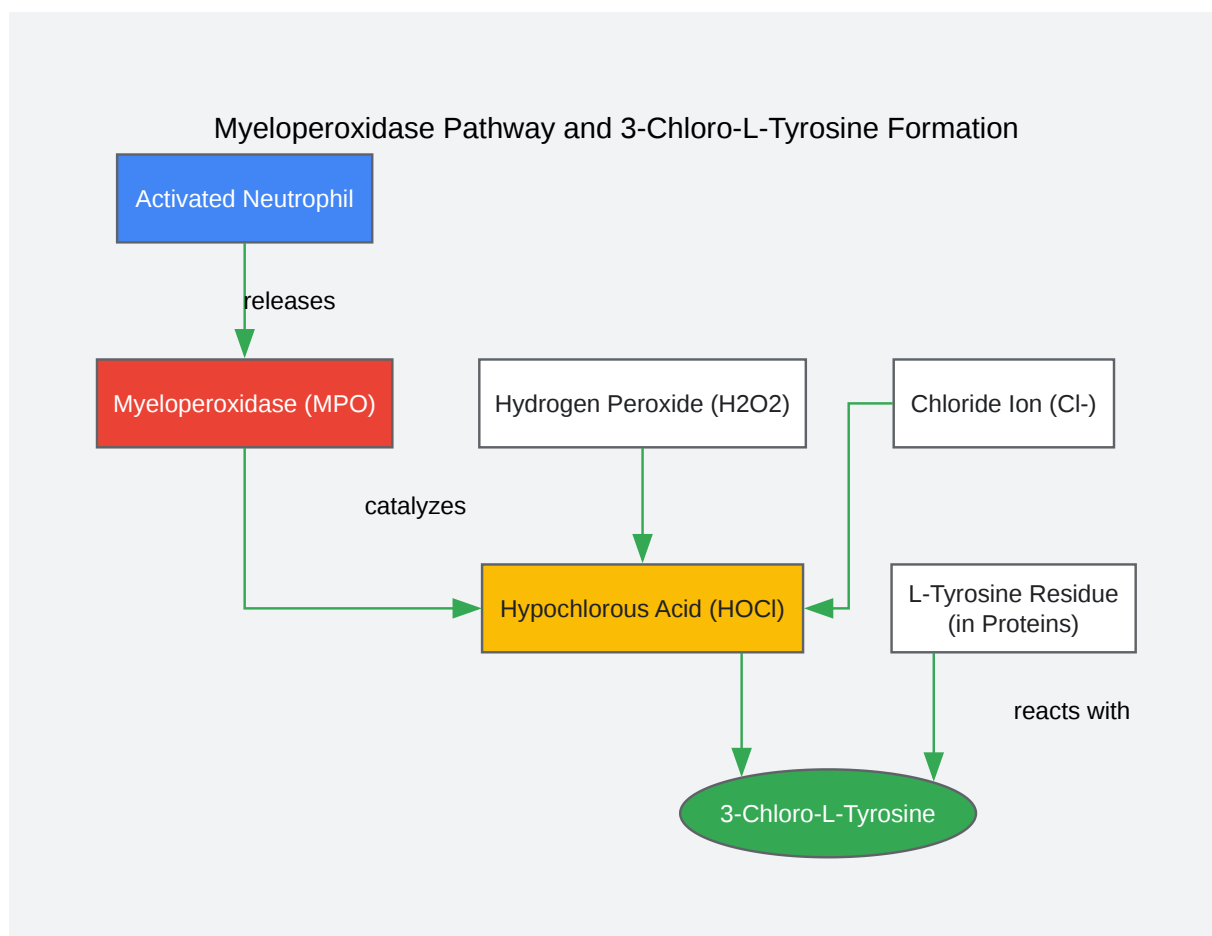 Myeloperoxidase Pathway and 3-Chloro-L-Tyrosine Formation
Activated Neutrophil
releases
Myeloperoxidase (MPO)
Hydrogen Peroxide (H2O2)
Chloride Ion (Cl-)
catalyzes
Hypochlorous Acid (HOCl)
L-Tyrosine Residue
(in Proteins)
reacts with
3-Chloro-L-Tyrosine